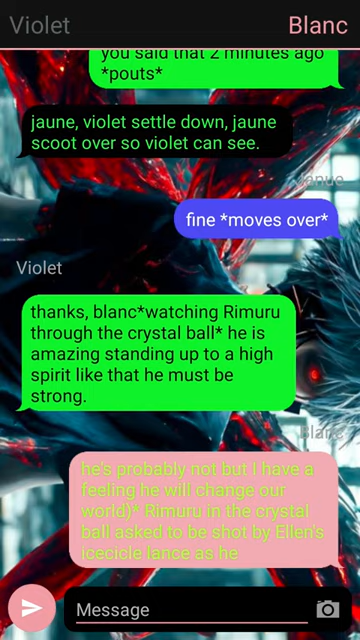 Violet
Blanc
you said that 2 minutes ago
*pouts*
jaune, violet settle down, jaune
scoot over so violet can see.
Janue
fine *moves over*
Violet
thanks, blanc*watching Rimuru
through the crystal ball* he is
amazing standing up to a high
spirit like that he must be
strong.
Blanc
he's probably not but I have a
feeling he will change our
world)* Rimuru in the crystal
ball asked to be shot by Ellen's
icecicle lance as he
Message